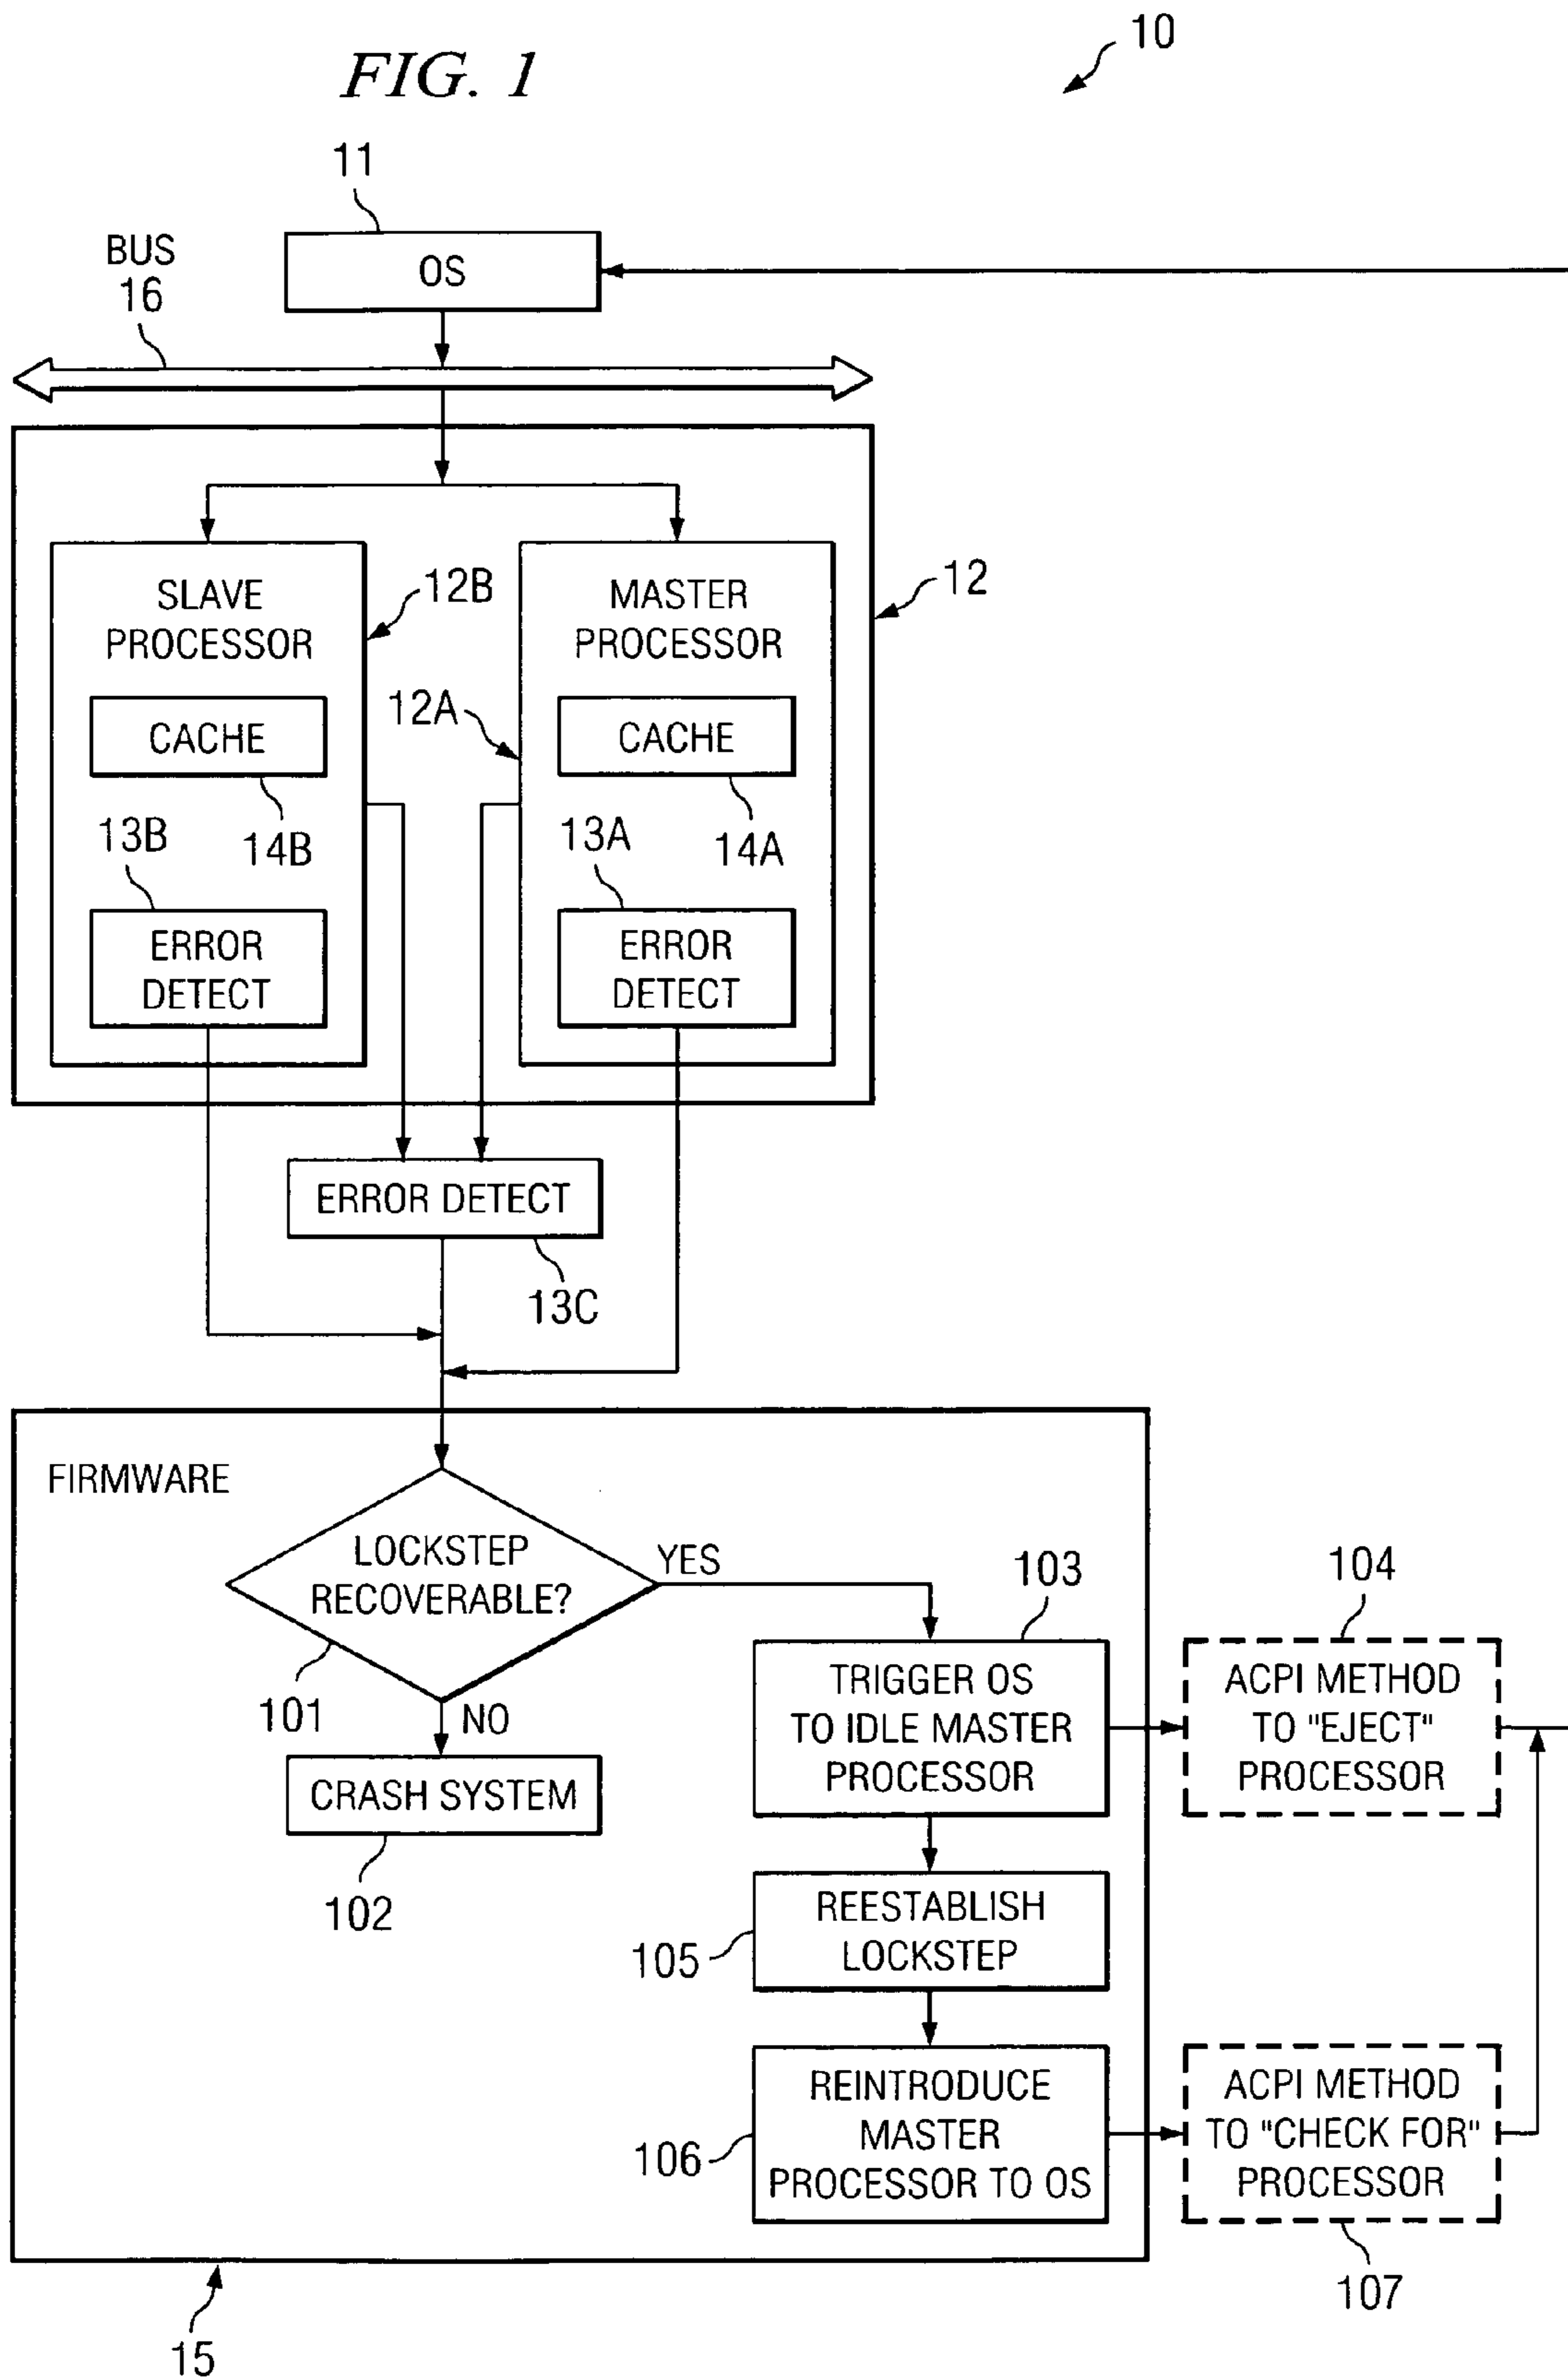 FIG. 1
10
11
OS
BUS
16
SLAVE
PROCESSOR
12B
MASTER
PROCESSOR
12
12A
CACHE
CACHE
13B
14B
13A
14A
ERROR
DETECT
ERROR
DETECT
ERROR DETECT
13C
FIRMWARE
LOCKSTEP
RECOVERABLE?
YES
101
NO
CRASH SYSTEM
102
103
TRIGGER OS
TO IDLE MASTER
PROCESSOR
104
ACPI METHOD
TO "EJECT"
PROCESSOR
REESTABLISH
LOCKSTEP
105
REINTRODUCE
MASTER
PROCESSOR TO OS
106
ACPI METHOD
TO "CHECK FOR"
PROCESSOR
107
15